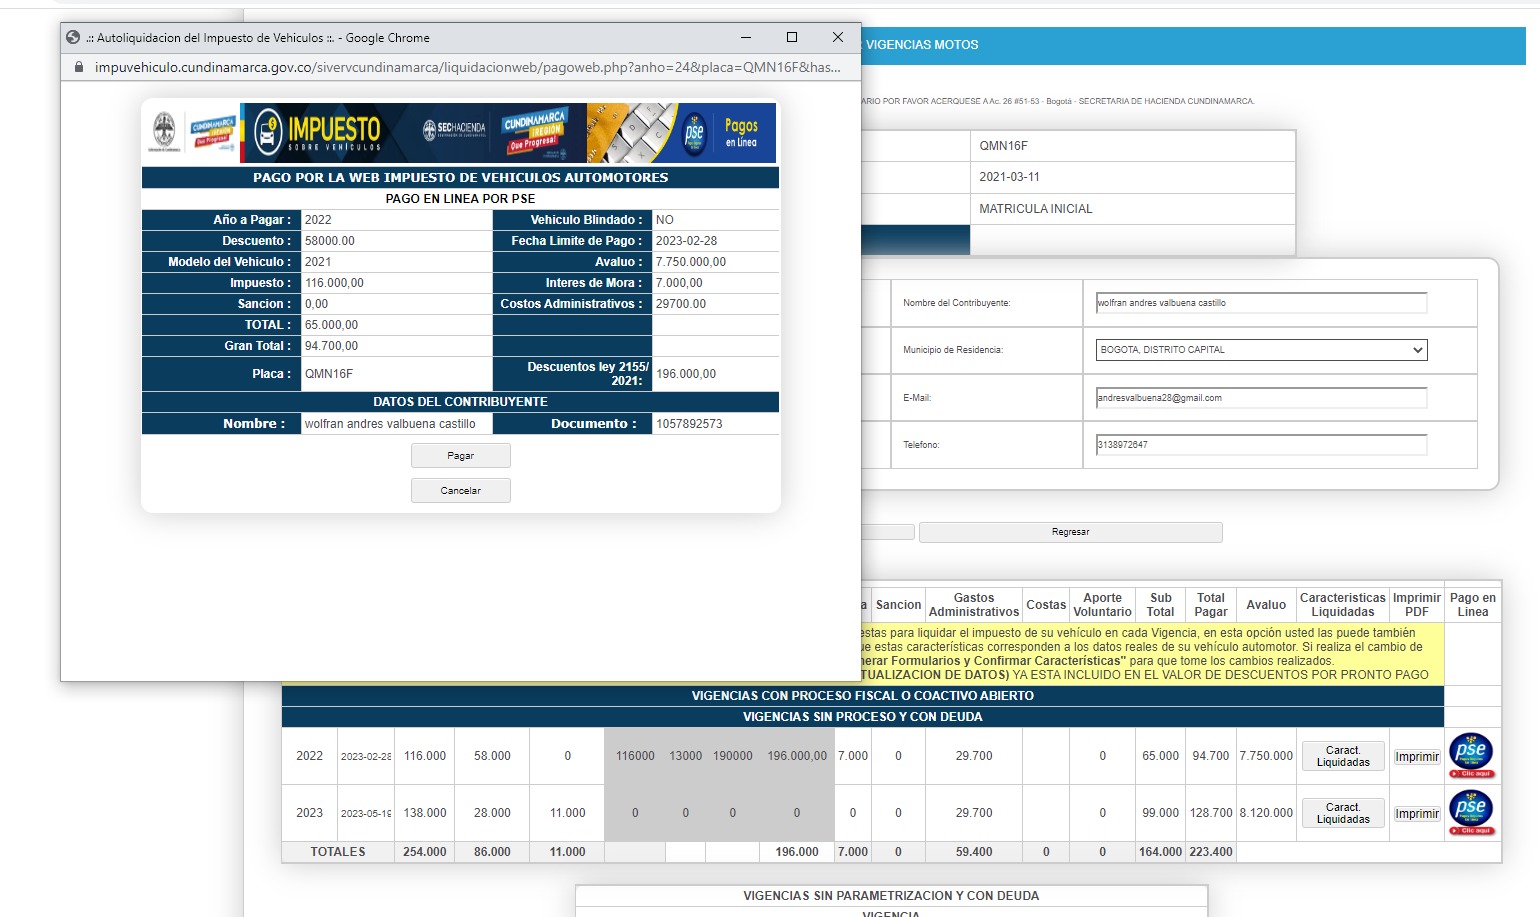 .:: Autoliquidacion del Impuesto de Vehiculos ::. - Google Chrome
impuvehiculo.cundinamarca.gov.co/sivervcundinamarca/liquidacionweb/pagoweb.php?anho=24&placa=QMN16F&has...
CUNDINAMARCA
¡REGIÓN
Que Progresa!
IMPUESTO
SOBRE VEHÍCULOS
SECHACIENDA
CUNDINAMARCA
¡REGIÓN
Que Progresa!
pse
Pagos
en Línea
PAGO POR LA WEB IMPUESTO DE VEHICULOS AUTOMOTORES
PAGO EN LINEA POR PSE
Año a Pagar : 2022 Vehiculo Blindado : NO
Descuento : 58000.00 Fecha Limite de Pago : 2023-02-28
Modelo del Vehiculo : 2021 Avaluo : 7.750.000,00
Impuesto : 116.000,00 Interes de Mora : 7.000,00
Sancion : 0,00 Costos Administrativos : 29700.00
TOTAL : 65.000,00
Gran Total : 94.700,00
Placa : QMN16F Descuentos ley 2155/
2021: 196.000,00
DATOS DEL CONTRIBUYENTE
Nombre : wolfran andres valbuena castillo Documento : 1057892573
Pagar
Cancelar
VIGENCIAS MOTOS
ARIO POR FAVOR ACERQUESE A Ac. 26 #51-53 - Bogotá - SECRETARIA DE HACIENDA CUNDINAMARCA.
QMN16F
2021-03-11
MATRICULA INICIAL
Nombre del Contribuyente: wolfran andres valbuena castillo
Municipio de Residencia: BOGOTA, DISTRITO CAPITAL
E-Mail: andresvalbuena28@gmail.com
Telefono: 3138972647
Regresar
a Sancion Gastos
Administrativos Costas Aporte
Voluntario Sub
Total Total
Pagar Avaluo Caracteristicas
Liquidadas Imprimir
PDF Pago en
Linea
estas para liquidar el impuesto de su vehículo en cada Vigencia, en esta opción usted las puede también
ue estas características corresponden a los datos reales de su vehículo automotor. Si realiza el cambio de
nerar Formularios y Confirmar Características" para que tome los cambios realizados.
TUALIZACION DE DATOS) YA ESTA INCLUIDO EN EL VALOR DE DESCUENTOS POR PRONTO PAGO
VIGENCIAS CON PROCESO FISCAL O COACTIVO ABIERTO
VIGENCIAS SIN PROCESO Y CON DEUDA
2022 2023-02-28 116.000 58.000 0 116000 13000 190000 196.000,00 7.000 0 29.700 0 65.000 94.700 7.750.000 Caract.
Liquidadas Imprimir pse
Clic aquí
2023 2023-05-19 138.000 28.000 11.000 0 0 0 0 0 0 29.700 0 99.000 128.700 8.120.000 Caract.
Liquidadas Imprimir pse
Clic aquí
TOTALES 254.000 86.000 11.000 196.000 7.000 0 59.400 0 0 164.000 223.400
VIGENCIAS SIN PARAMETRIZACION Y CON DEUDA
VIGENCIA